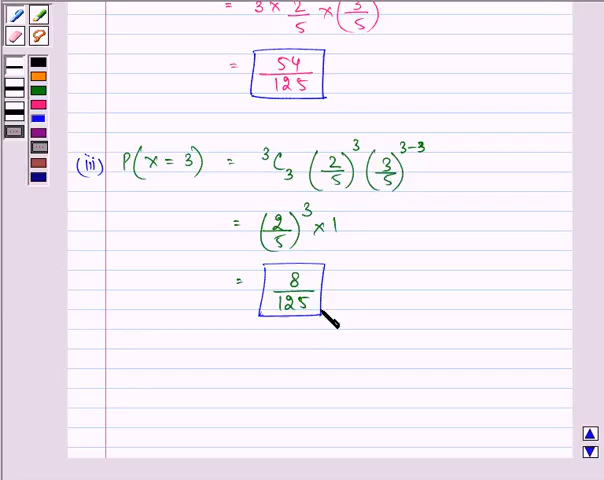 = 3 × 2/5 × (3/5)
= 54/125
(iii) P(x = 3) = ³C₃ (2/5)³ (3/5)³⁻³
= (2/5)³ × 1
= 8/125